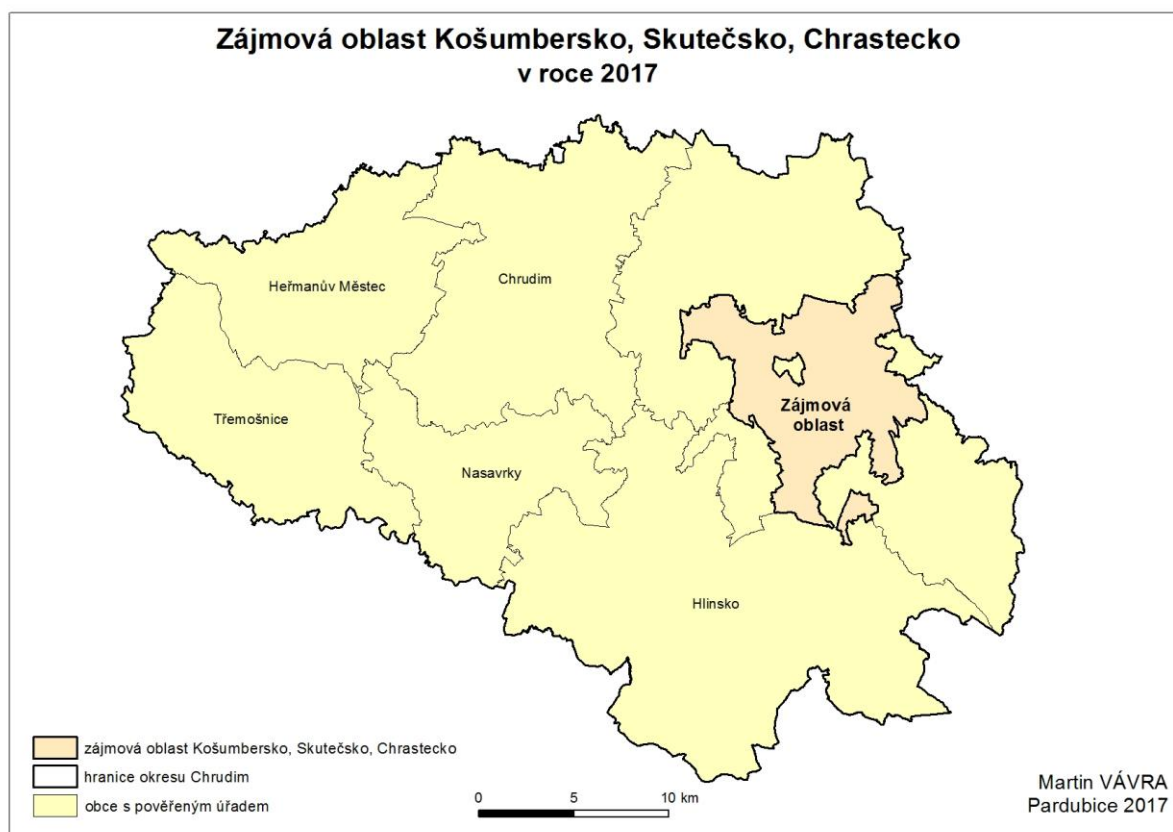 Zájmová oblast Košumbersko, Skutečsko, Chrastecko
v roce 2017
Heřmanův Městec
Chrudim
Třemošnice
Nasavrky
Zájmová
oblast
Hlinsko
zájmová oblast Košumbersko, Skutečsko, Chrastecko
hranice okresu Chrudim
obce s pověřeným úřadem
0 5 10 km
Martin VÁVRA
Pardubice 2017